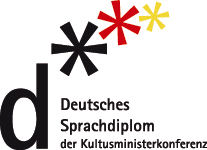 d
Deutsches
Sprachdiplom
der Kultusministerkonferenz